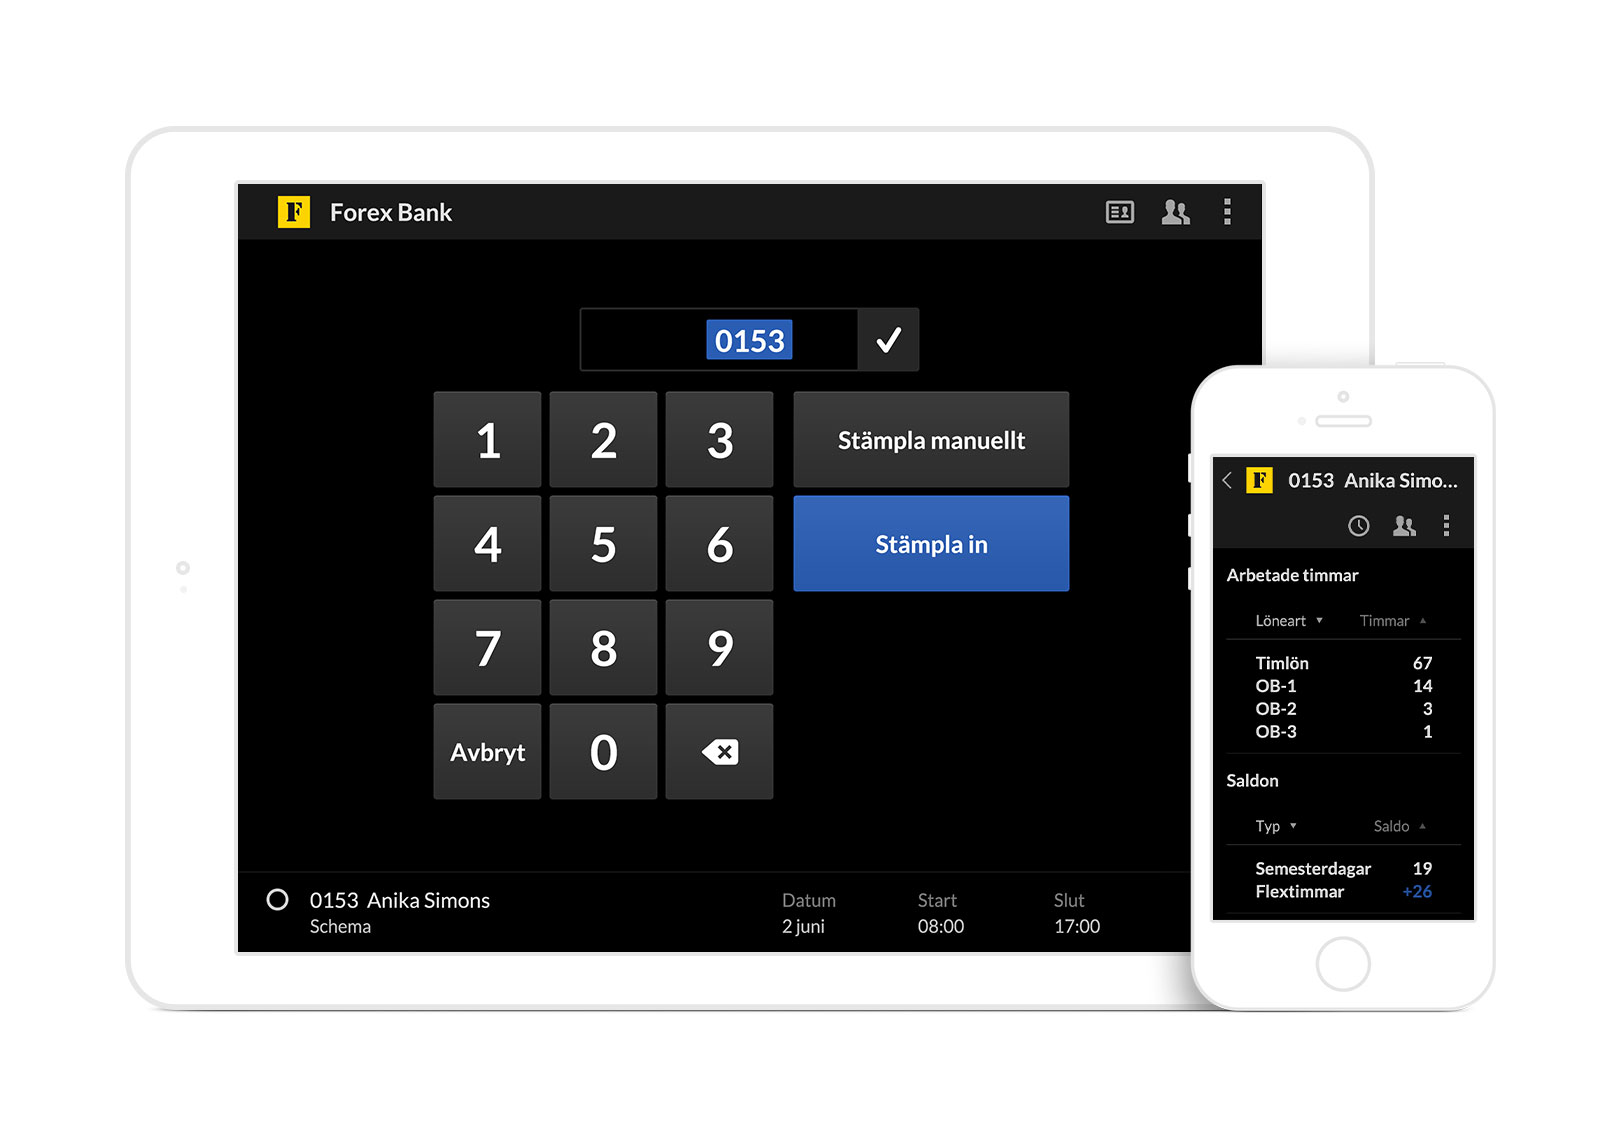 F Forex Bank
0153
1 2 3 Stämpla manuellt
4 5 6 Stämpla in
7 8 9
Avbryt 0
0153 Anika Simons
Schema
Datum Start Slut
2 juni 08:00 17:00
F 0153 Anika Simo...
Arbetade timmar
Löneart Timmar
Timlön 67
OB-1 14
OB-2 3
OB-3 1
Saldon
Typ Saldo
Semesterdagar 19
Flextimmar +26